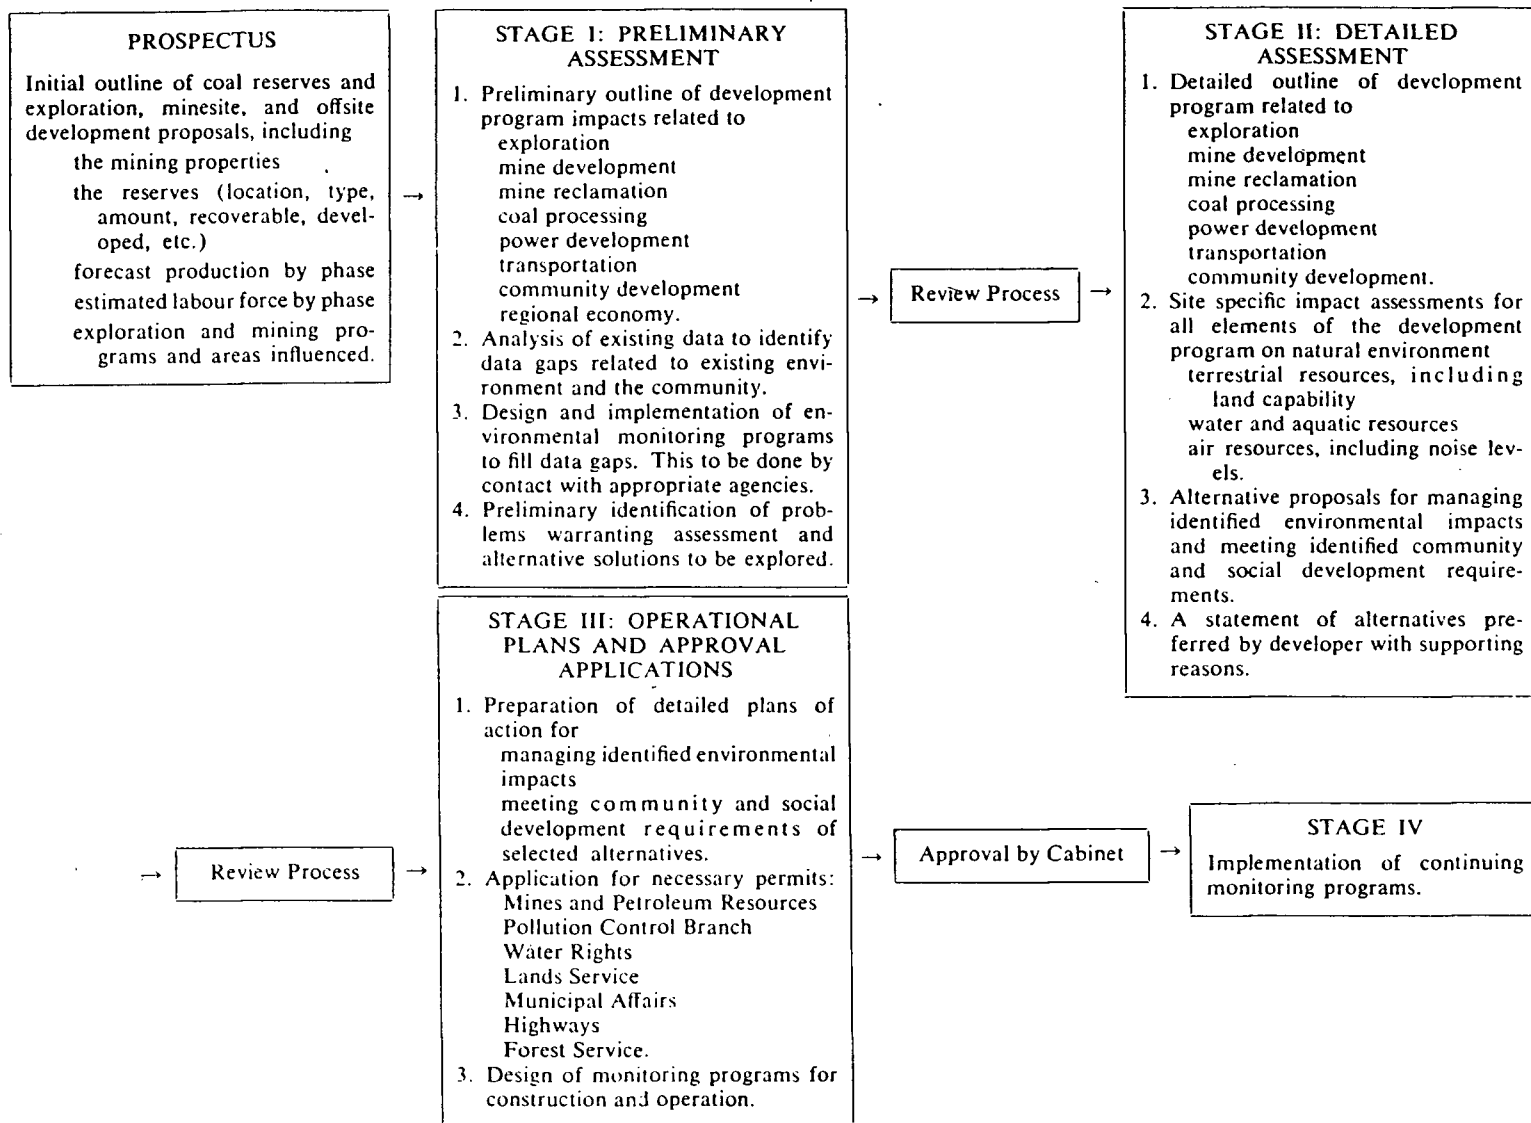 PROSPECTUS
Initial outline of coal reserves and
exploration, minesite, and offsite
development proposals, including
the mining properties
the reserves (location, type,
amount, recoverable, devel-
oped, etc.)
forecast production by phase
estimated labour force by phase
exploration and mining pro-
grams and areas influenced.
→
STAGE I: PRELIMINARY
ASSESSMENT
1. Preliminary outline of development
program impacts related to
exploration
mine development
mine reclamation
coal processing
power development
transportation
community development
regional economy.
2. Analysis of existing data to identify
data gaps related to existing envi-
ronment and the community.
3. Design and implementation of en-
vironmental monitoring programs
to fill data gaps. This to be done by
contact with appropriate agencies.
4. Preliminary identification of prob-
lems warranting assessment and
alternative solutions to be explored.
→
Review Process
→
STAGE II: DETAILED
ASSESSMENT
1. Detailed outline of development
program related to
exploration
mine development
mine reclamation
coal processing
power development
transportation
community development.
2. Site specific impact assessments for
all elements of the development
program on natural environment
terrestrial resources, including
land capability
water and aquatic resources
air resources, including noise lev-
els.
3. Alternative proposals for managing
identified environmental impacts
and meeting identified community
and social development require-
ments.
4. A statement of alternatives pre-
ferred by developer with supporting
reasons.
→
Review Process
→
STAGE III: OPERATIONAL
PLANS AND APPROVAL
APPLICATIONS
1. Preparation of detailed plans of
action for
managing identified environmental
impacts
meeting community and social
development requirements of
selected alternatives.
2. Application for necessary permits:
Mines and Petroleum Resources
Pollution Control Branch
Water Rights
Lands Service
Municipal Affairs
Highways
Forest Service.
3. Design of monitoring programs for
construction and operation.
→
Approval by Cabinet
→
STAGE IV
Implementation of continuing
monitoring programs.